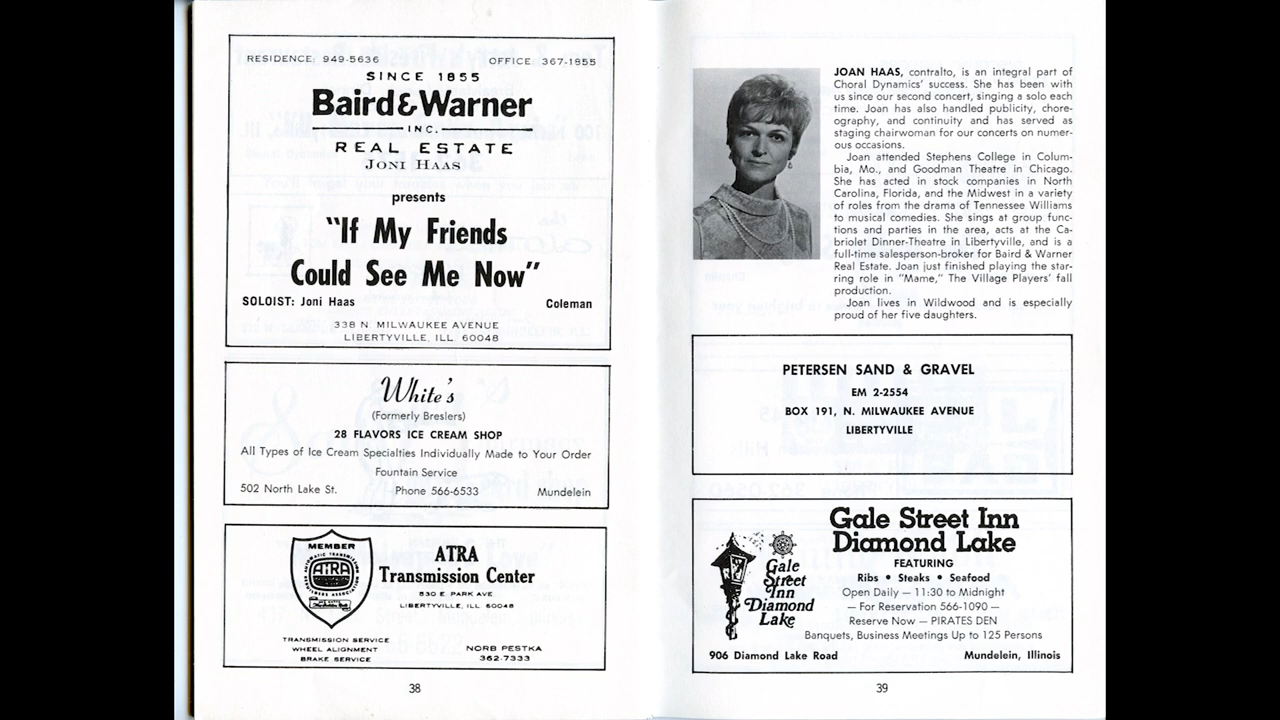 RESIDENCE: 949-5636 OFFICE: 367-1855
SINCE 1855
Baird & Warner
INC.
REAL ESTATE
JONI HAAS
presents
"If My Friends
Could See Me Now"
SOLOIST: Joni Haas Coleman
338 N. MILWAUKEE AVENUE
LIBERTYVILLE, ILL. 60048
White's
(Formerly Breslers)
28 FLAVORS ICE CREAM SHOP
All Types of Ice Cream Specialties Individually Made to Your Order
Fountain Service
502 North Lake St. Phone 566-6533 Mundelein
MEMBER
ATRA
ATRA
Transmission Center
530 E. PARK AVE
LIBERTYVILLE, ILL 60048
TRANSMISSION SERVICE
WHEEL ALIGNMENT
BRAKE SERVICE
NORB PESTKA
362-7333
38
JOAN HAAS, contralto, is an integral part of
Choral Dynamics' success. She has been with
us since our second concert, singing a solo each
time. Joan has also handled publicity, chore-
ography, and continuity and has served as
staging chairwoman for our concerts on numer-
ous occasions.
Joan attended Stephens College in Colum-
bia, Mo., and Goodman Theatre in Chicago.
She has acted in stock companies in North
Carolina, Florida, and the Midwest in a variety
of roles from the drama of Tennessee Williams
to musical comedies. She sings at group func-
tions and parties in the area, acts at the Ca-
briolet Dinner-Theatre in Libertyville, and is a
full-time salesperson-broker for Baird & Warner
Real Estate. Joan just finished playing the star-
ring role in "Mame," The Village Players' fall
production.
Joan lives in Wildwood and is especially
proud of her five daughters.
PETERSEN SAND & GRAVEL
EM 2-2554
BOX 191, N. MILWAUKEE AVENUE
LIBERTYVILLE
Gale Street Inn
Diamond Lake
Gale
Street
Inn
Diamond
Lake
FEATURING
Ribs • Steaks • Seafood
Open Daily — 11:30 to Midnight
— For Reservation 566-1090 —
Reserve Now — PIRATES DEN
Banquets, Business Meetings Up to 125 Persons
906 Diamond Lake Road Mundelein, Illinois
39